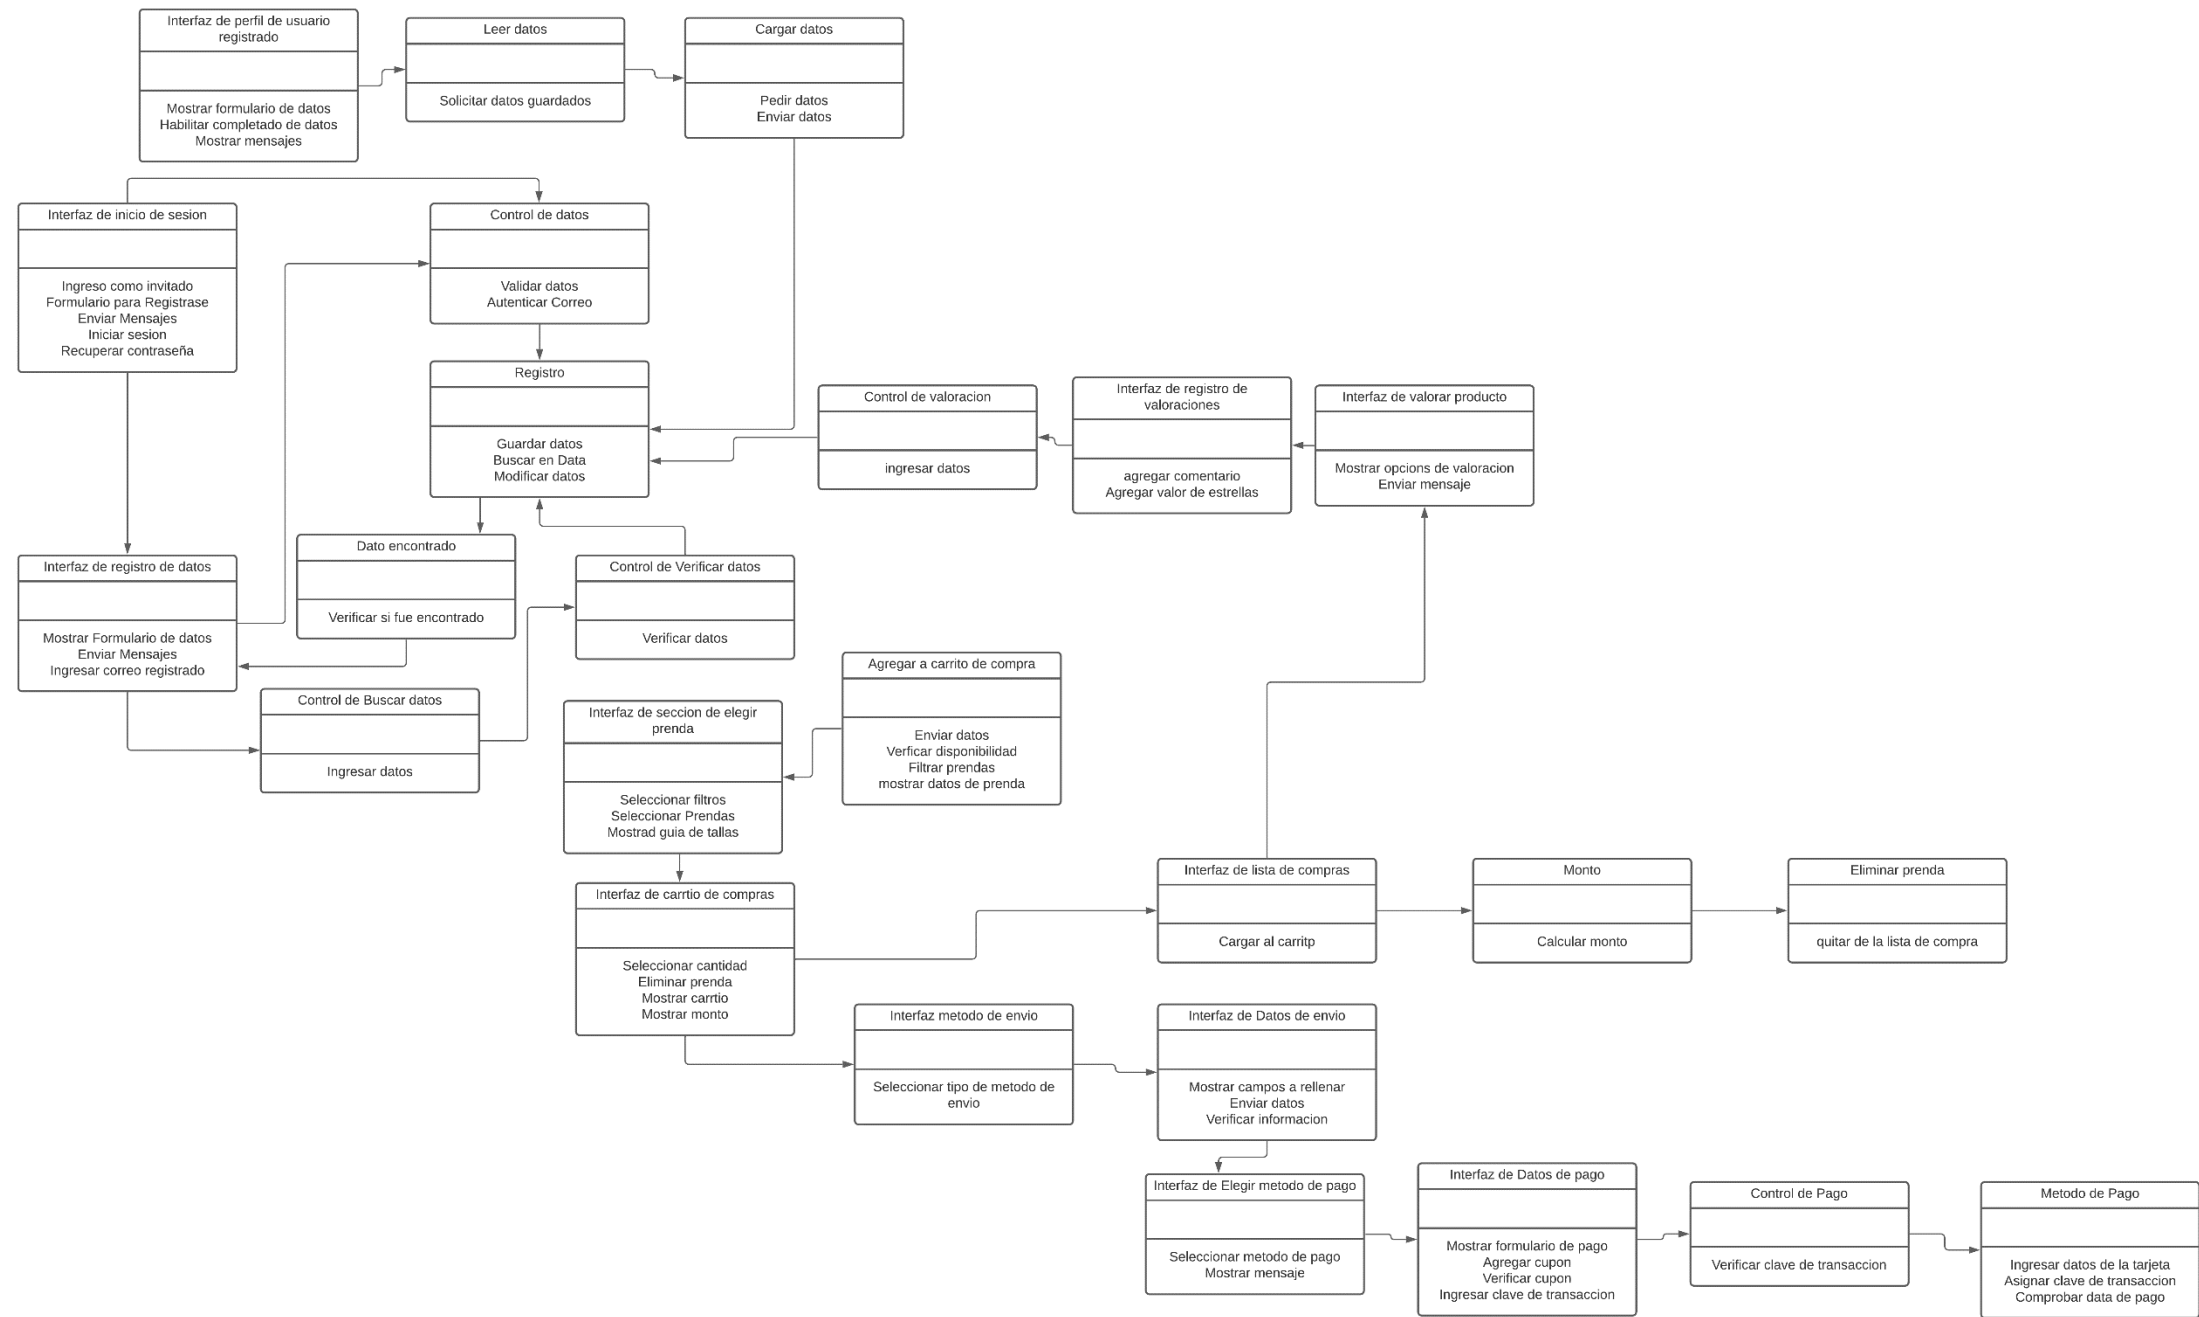 Interfaz de perfil de usuario
registrado
Mostrar formulario de datos
Habilitar completado de datos
Mostrar mensajes
Leer datos
Solicitar datos guardados
Cargar datos
Pedir datos
Enviar datos
Interfaz de inicio de sesion
Ingreso como invitado
Formulario para Registrase
Enviar Mensajes
Iniciar sesion
Recuperar contraseña
Control de datos
Validar datos
Autenticar Correo
Registro
Guardar datos
Buscar en Data
Modificar datos
Control de valoracion
ingresar datos
Interfaz de registro de
valoraciones
agregar comentario
Agregar valor de estrellas
Interfaz de valorar producto
Mostrar opcions de valoracion
Enviar mensaje
Dato encontrado
Verificar si fue encontrado
Interfaz de registro de datos
Mostrar Formulario de datos
Enviar Mensajes
Ingresar correo registrado
Control de Verificar datos
Verificar datos
Control de Buscar datos
Ingresar datos
Agregar a carrito de compra
Enviar datos
Verficar disponibilidad
Filtrar prendas
mostrar datos de prenda
Interfaz de seccion de elegir
prenda
Seleccionar filtros
Seleccionar Prendas
Mostrad guia de tallas
Interfaz de carrtio de compras
Seleccionar cantidad
Eliminar prenda
Mostrar carrtio
Mostrar monto
Interfaz de lista de compras
Cargar al carritp
Monto
Calcular monto
Eliminar prenda
quitar de la lista de compra
Interfaz metodo de envio
Seleccionar tipo de metodo de
envio
Interfaz de Datos de envio
Mostrar campos a rellenar
Enviar datos
Verificar informacion
Interfaz de Elegir metodo de pago
Seleccionar metodo de pago
Mostrar mensaje
Interfaz de Datos de pago
Mostrar formulario de pago
Agregar cupon
Verificar cupon
Ingresar clave de transaccion
Control de Pago
Verificar clave de transaccion
Metodo de Pago
Ingresar datos de la tarjeta
Asignar clave de transaccion
Comprobar data de pago